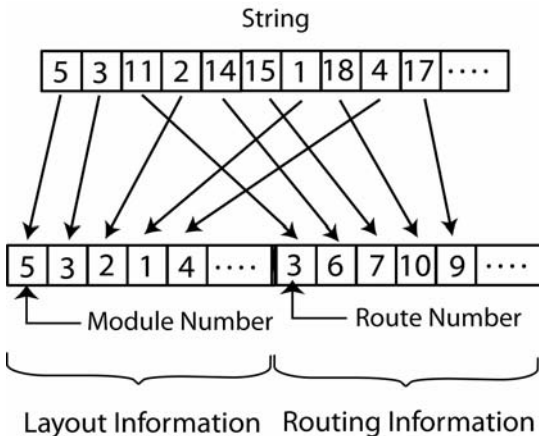 String
5 3 11 2 14 15 1 18 4 17 ····
5 3 2 1 4 ···· 3 6 7 10 9 ····
Module Number Route Number
Layout Information Routing Information